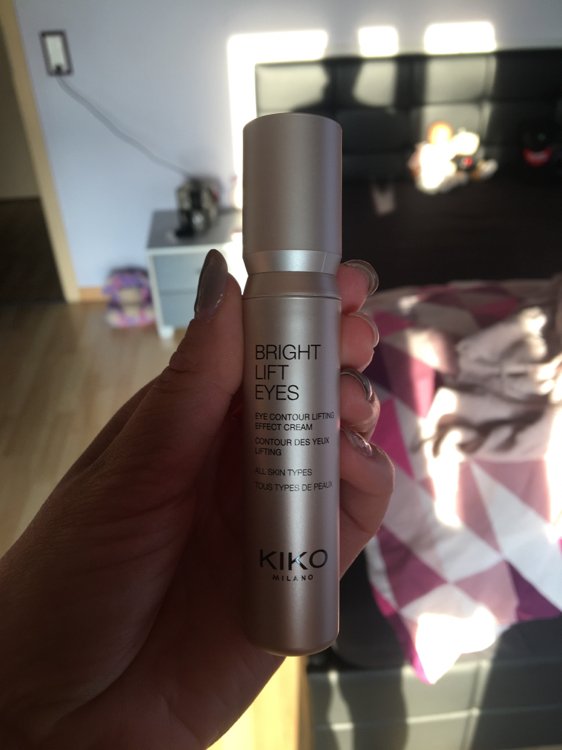 BRIGHT
LIFT
EYES
EYE CONTOUR LIFTING
EFFECT CREAM
CONTOUR DES YEUX
LIFTING
ALL SKIN TYPES
TOUS TYPES DE PEAUX
KIKO
MILANO